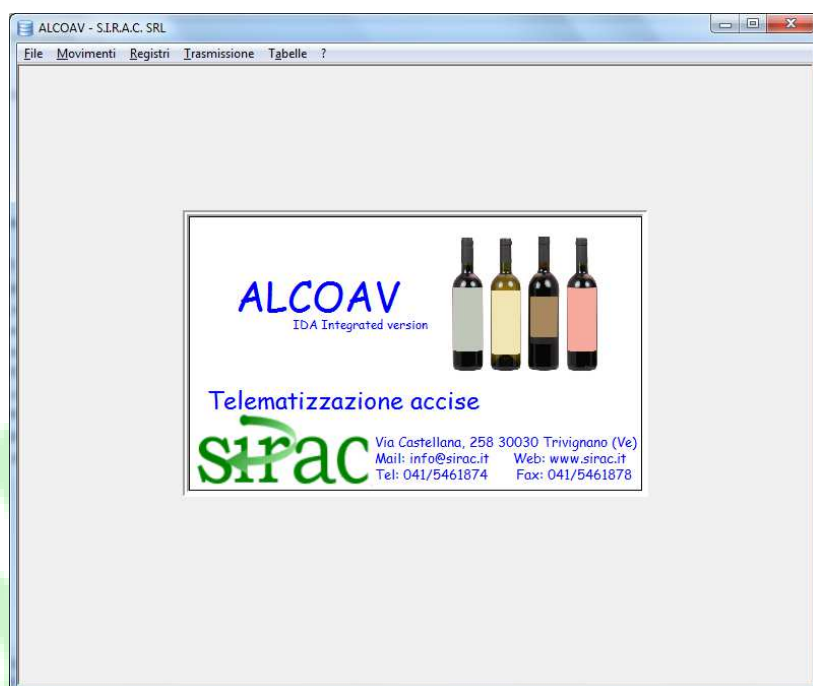 ALCOAV - S.I.R.A.C. SRL
File Movimenti Registri Trasmissione Tabelle ?
ALCOAV
IDA Integrated version
Telematizzazione accise
sirac
Via Castellana, 258 30030 Trivignano (Ve)
Mail: info@sirac.it Web: www.sirac.it
Tel: 041/5461874 Fax: 041/5461878